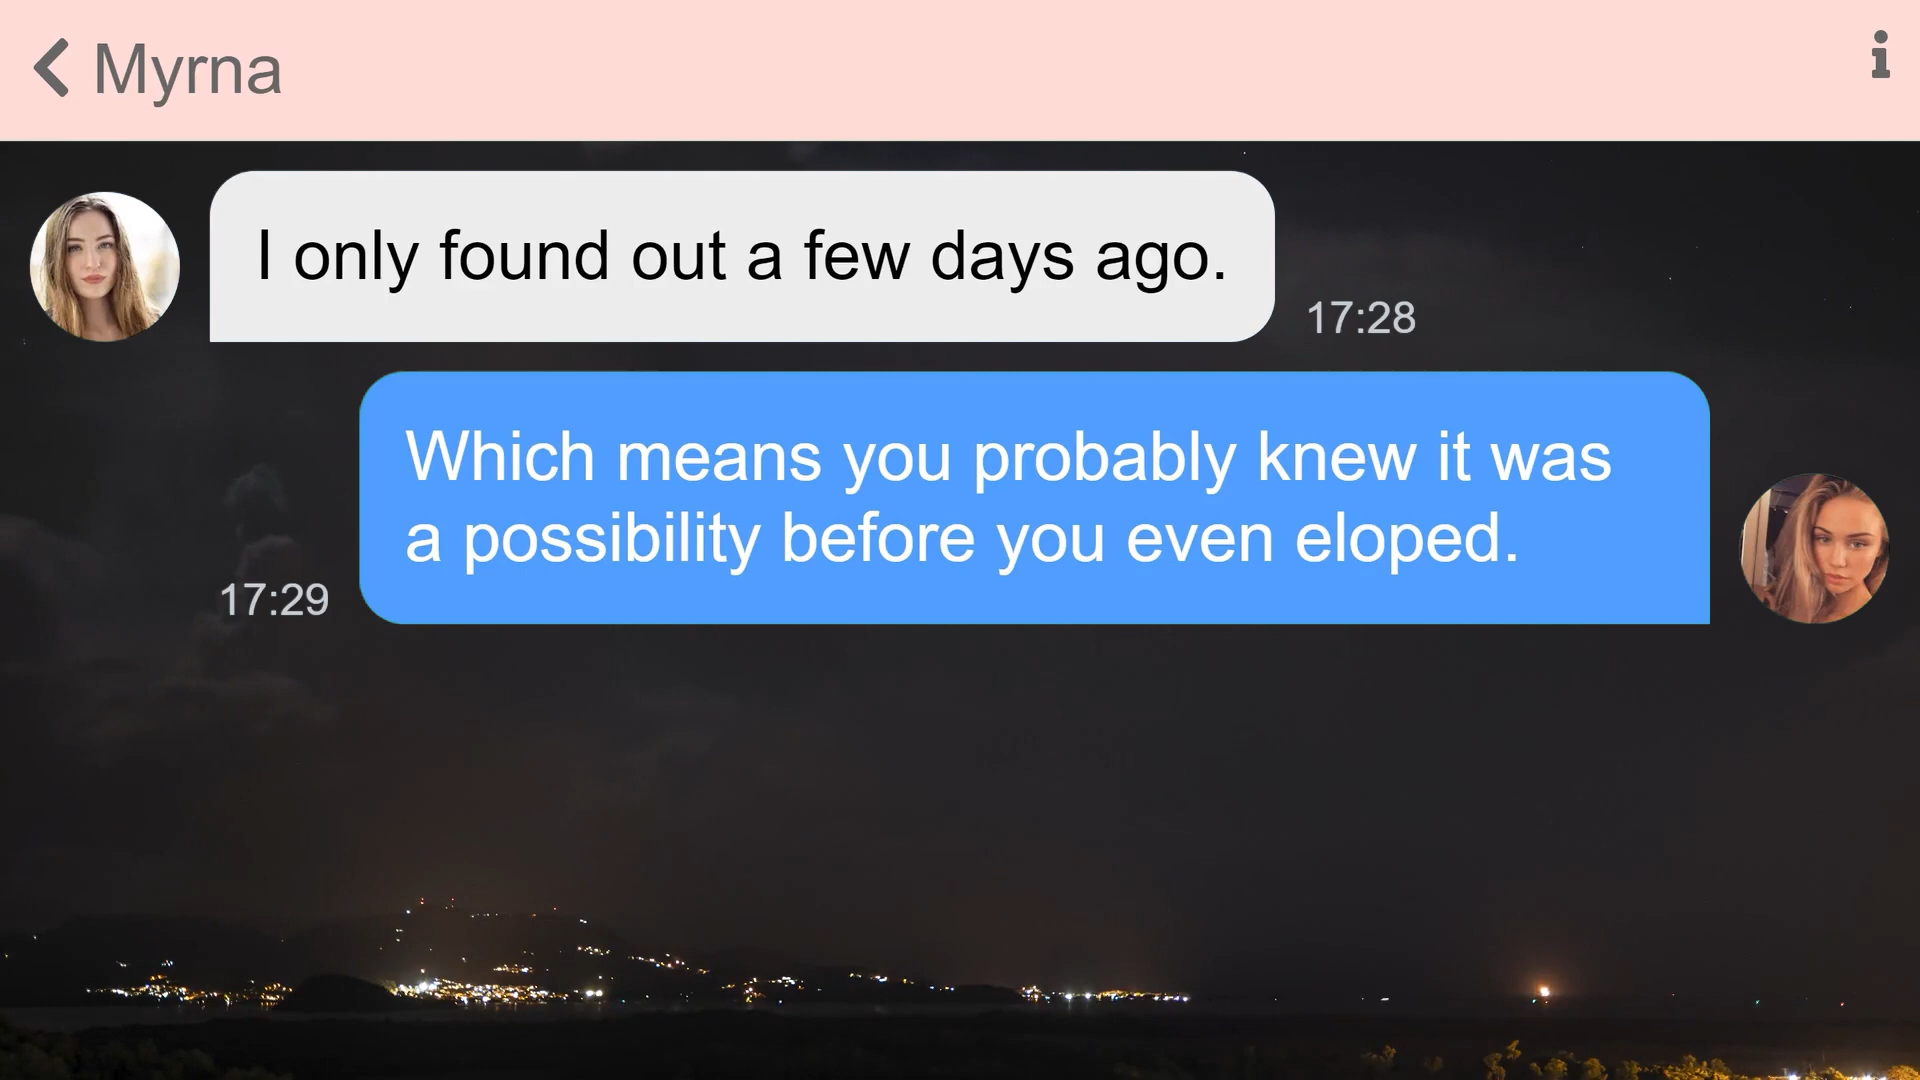 Myrna
I only found out a few days ago.
17:28
Which means you probably knew it was
a possibility before you even eloped.
17:29